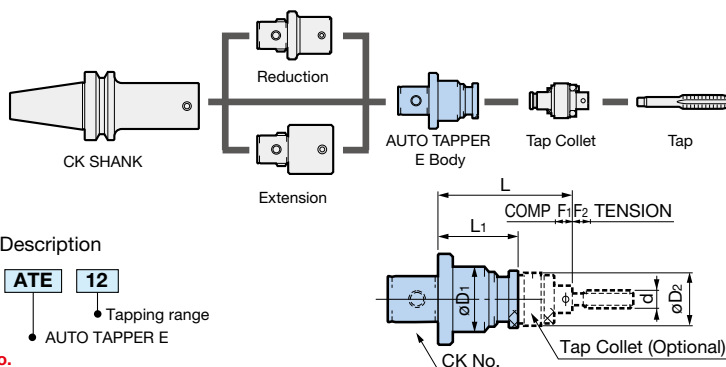 Reduction
CK SHANK
Extension
AUTO TAPPER
E Body
Tap Collet
Tap
L
COMP F1 F2 TENSION
L1
øD1
d
øD2
Tap Collet (Optional)
CK No.
Description
ATE 12
Tapping range
AUTO TAPPER E
o.